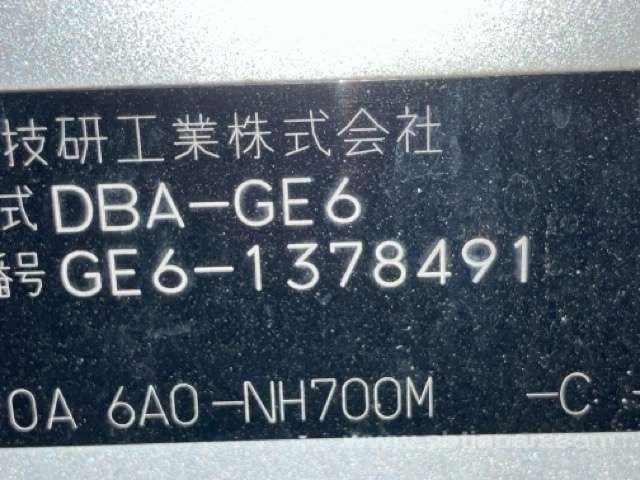 技研工業株式会社
式 DBA-GE6
番号 GE6-1378491
0A 6A0-NH700M -C -